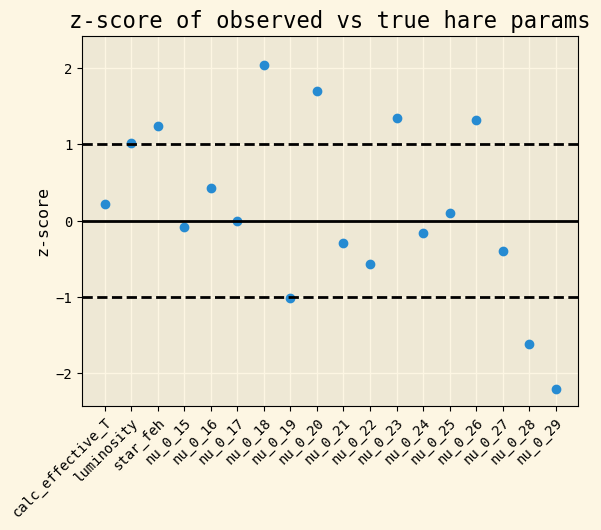 z-score of observed vs true hare params
z-score
2
1
0
−1
−2
calc_effective_T
luminosity
star_feh
nu_0_15
nu_0_16
nu_0_17
nu_0_18
nu_0_19
nu_0_20
nu_0_21
nu_0_22
nu_0_23
nu_0_24
nu_0_25
nu_0_26
nu_0_27
nu_0_28
nu_0_29